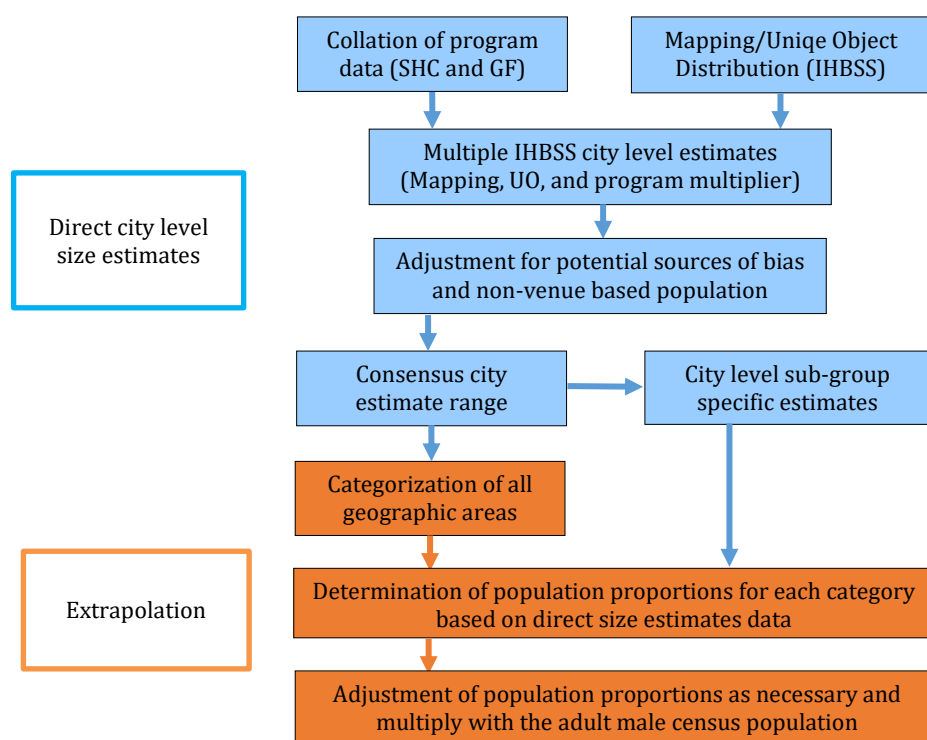 Collation of program
data (SHC and GF)
Mapping/Uniqe Object
Distribution (IHBSS)
Multiple IHBSS city level estimates
(Mapping, UO, and program multiplier)
Direct city level
size estimates
Adjustment for potential sources of bias
and non-venue based population
Consensus city
estimate range
City level sub-group
specific estimates
Categorization of all
geographic areas
Extrapolation
Determination of population proportions for each category
based on direct size estimates data
Adjustment of population proportions as necessary and
multiply with the adult male census population